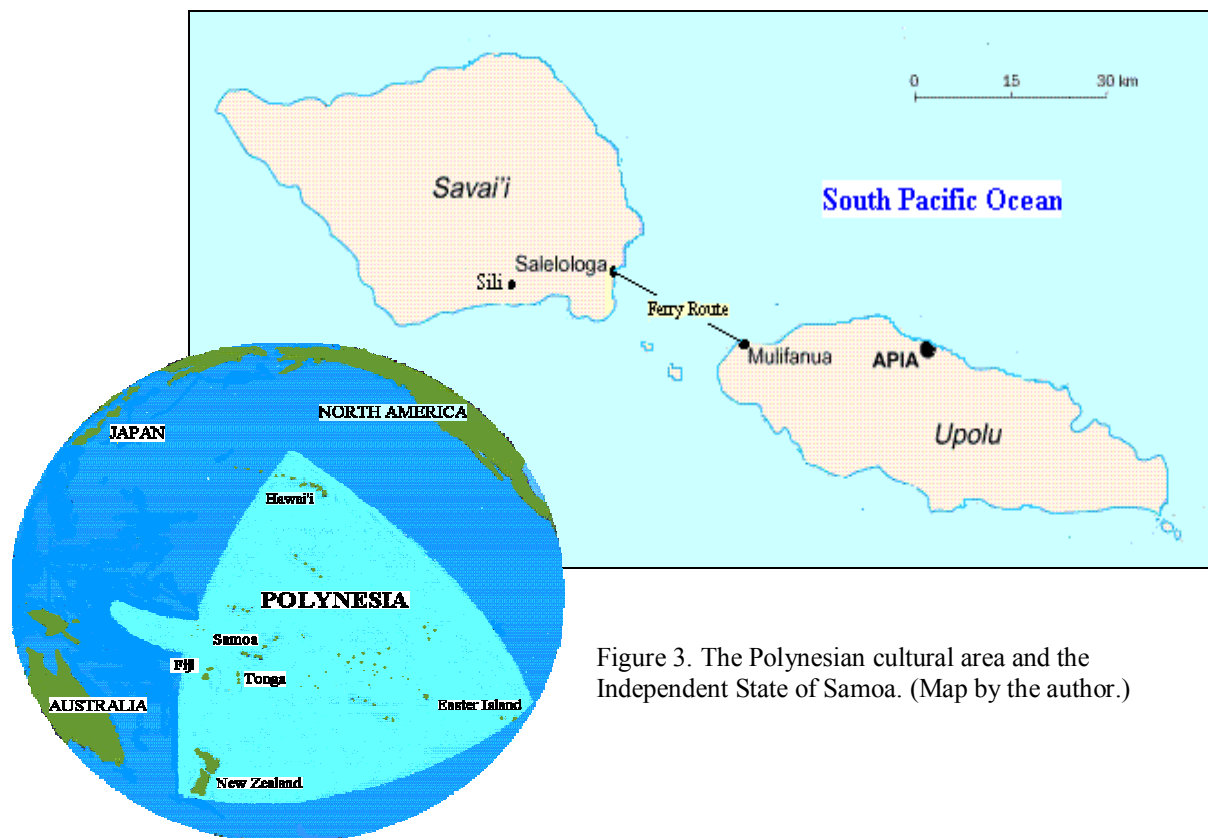 0 15 30 km
Savai'i
South Pacific Ocean
Salelologa
Sili
Ferry Route
Mulifanua
APIA
Upolu
NORTH AMERICA
JAPAN
Hawai'i
POLYNESIA
Samoa
Fiji
Tonga
AUSTRALIA
Easter Island
New Zealand
Figure 3. The Polynesian cultural area and the
Independent State of Samoa. (Map by the author.)